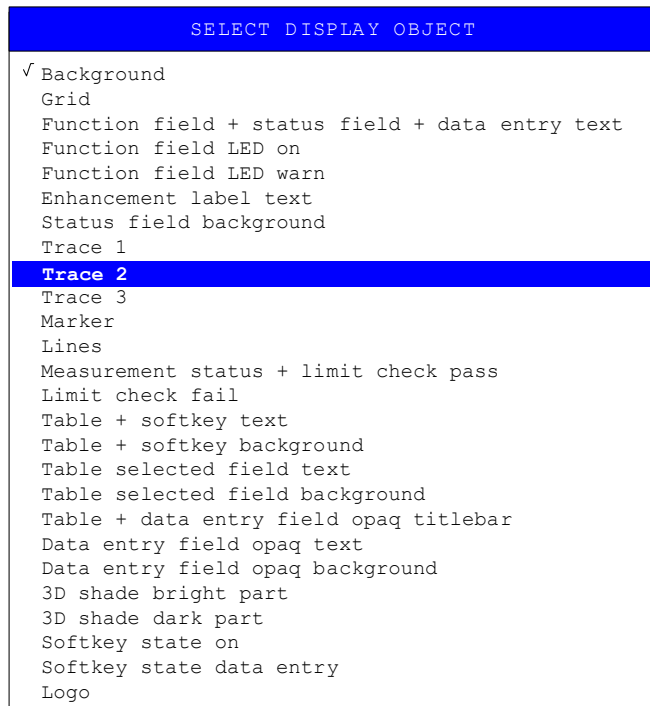 SELECT DISPLAY OBJECT
√ Background
Grid
Function field + status field + data entry text
Function field LED on
Function field LED warn
Enhancement label text
Status field background
Trace 1
Trace 2
Trace 3
Marker
Lines
Measurement status + limit check pass
Limit check fail
Table + softkey text
Table + softkey background
Table selected field text
Table selected field background
Table + data entry field opaq titlebar
Data entry field opaq text
Data entry field opaq background
3D shade bright part
3D shade dark part
Softkey state on
Softkey state data entry
Logo